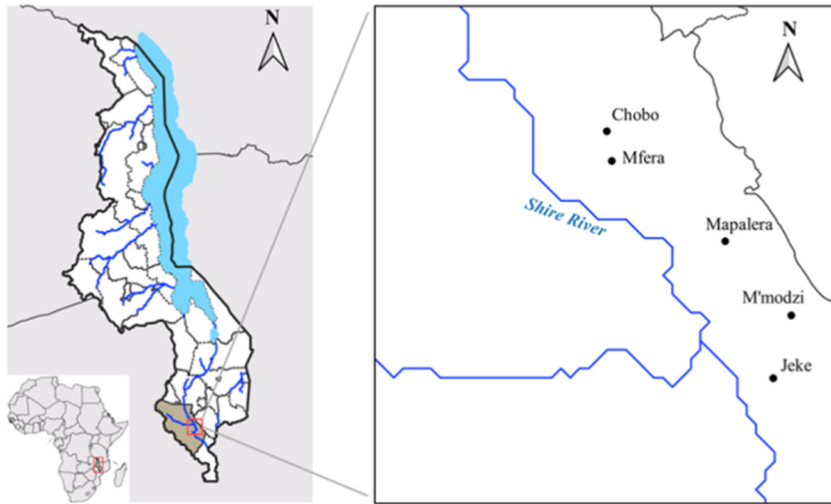 N
N
Chobo
Mfera
Shire River
Mapalera
M'modzi
Jeke